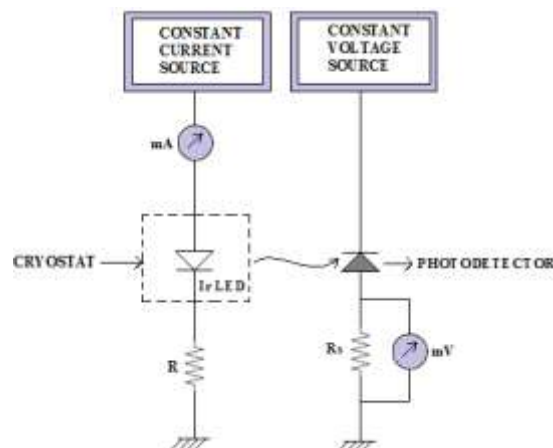 CONSTANT
CURRENT
SOURCE
CONSTANT
VOLTAGE
SOURCE
mA
CRYOSTAT
Ir LED
PHOTODETECTOR
R
Rs
mV